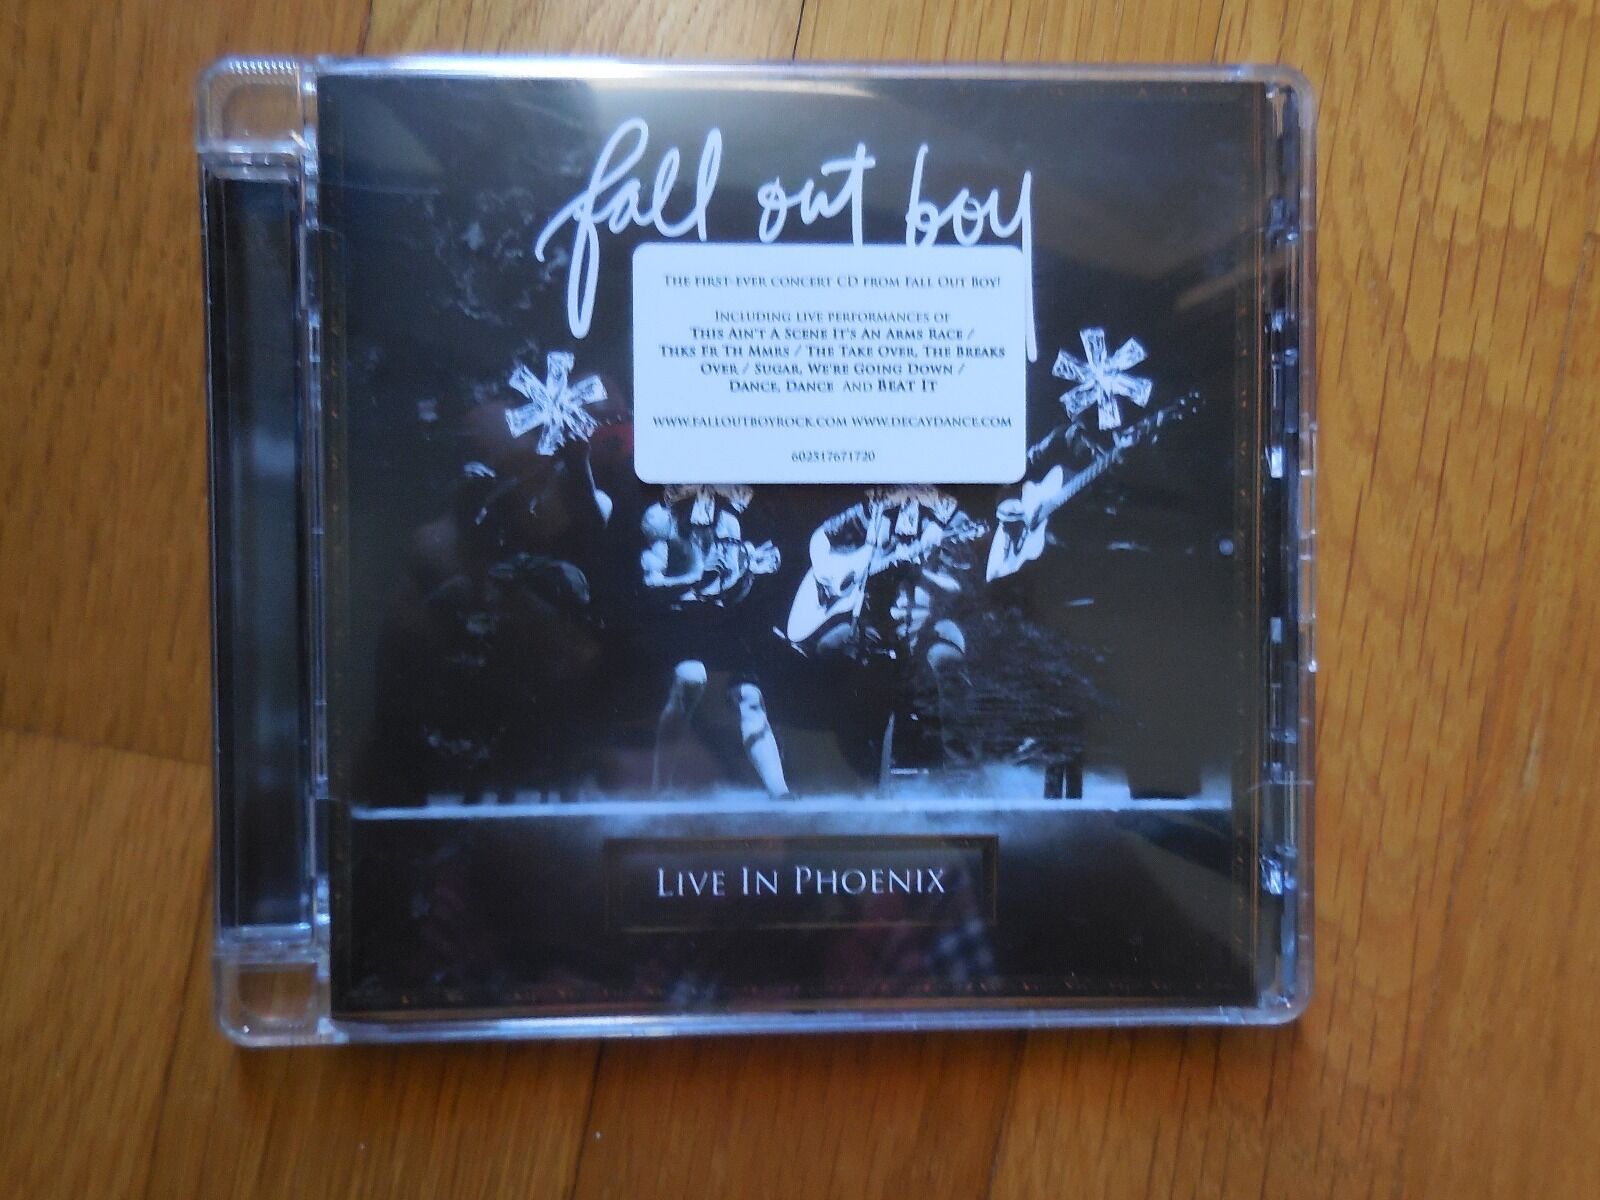 fall out boy
The first-ever concert CD from Fall Out Boy!
Including live performances of
This Ain't A Scene It's An Arms Race /
Thks Fr Th Mmrs / The Take Over, The Breaks
Over / Sugar, We're Going Down /
Dance, Dance and Beat It
www.falloutboyrock.com www.decaydance.com
602517671720
Live In Phoenix